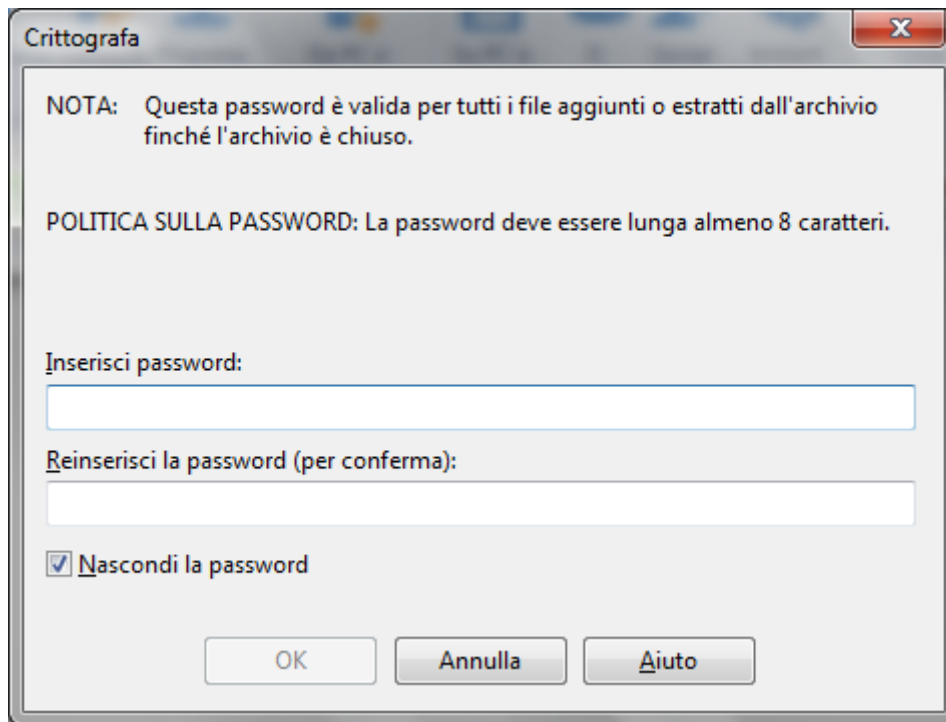 Crittografa
NOTA: Questa password è valida per tutti i file aggiunti o estratti dall'archivio
finché l'archivio è chiuso.
POLITICA SULLA PASSWORD: La password deve essere lunga almeno 8 caratteri.
Inserisci password:
Reinserisci la password (per conferma):
Nascondi la password
OK Annulla Aiuto